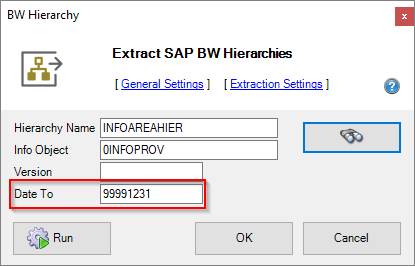 BW Hierarchy
x
Extract SAP BW Hierarchies
[ General Settings ] [ Extraction Settings ]
?
Hierarchy Name INFOAREAHIER
Info Object 0INFOPROV
Version
Date To 99991231
Run OK Cancel